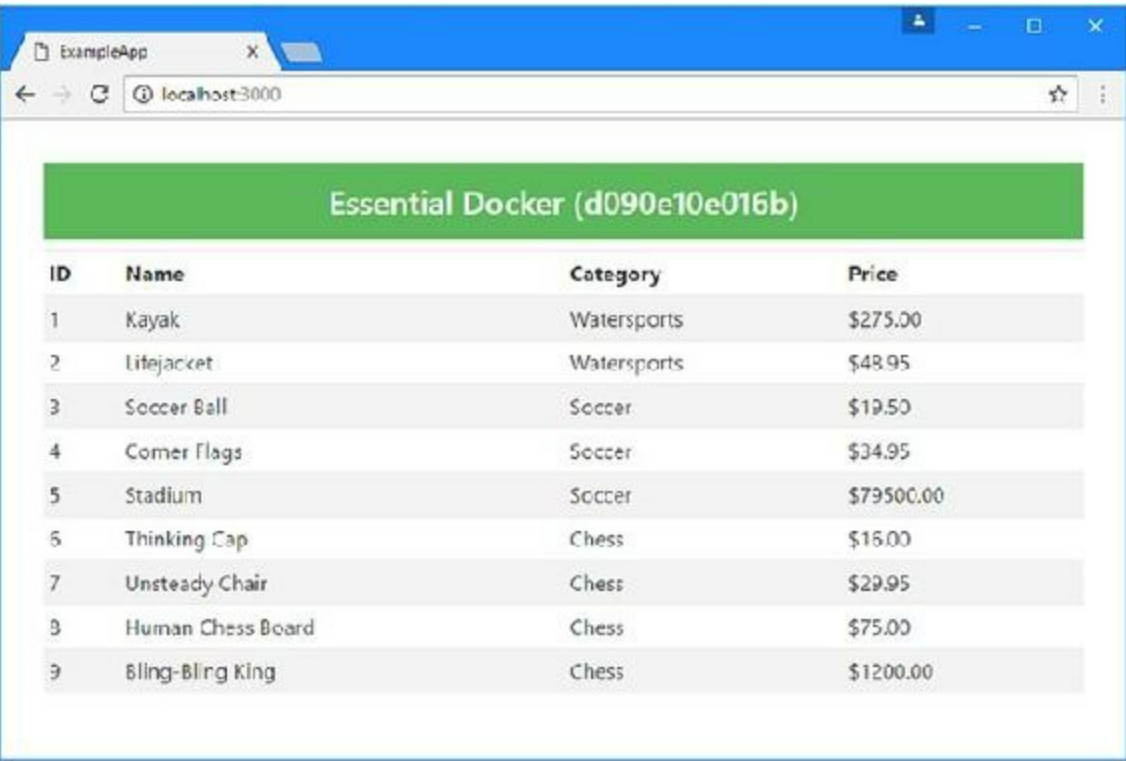 ExampleApp
localhost:3000
Essential Docker (d090e10e016b)
ID Name Category Price
1 Kayak Watersports $275.00
2 Lifejacket Watersports $48.95
3 Soccer Ball Soccer $19.50
4 Corner Flags Soccer $34.95
5 Stadium Soccer $79500.00
6 Thinking Cap Chess $16.00
7 Unsteady Chair Chess $29.95
8 Human Chess Board Chess $75.00
9 Bling-Bling King Chess $1200.00